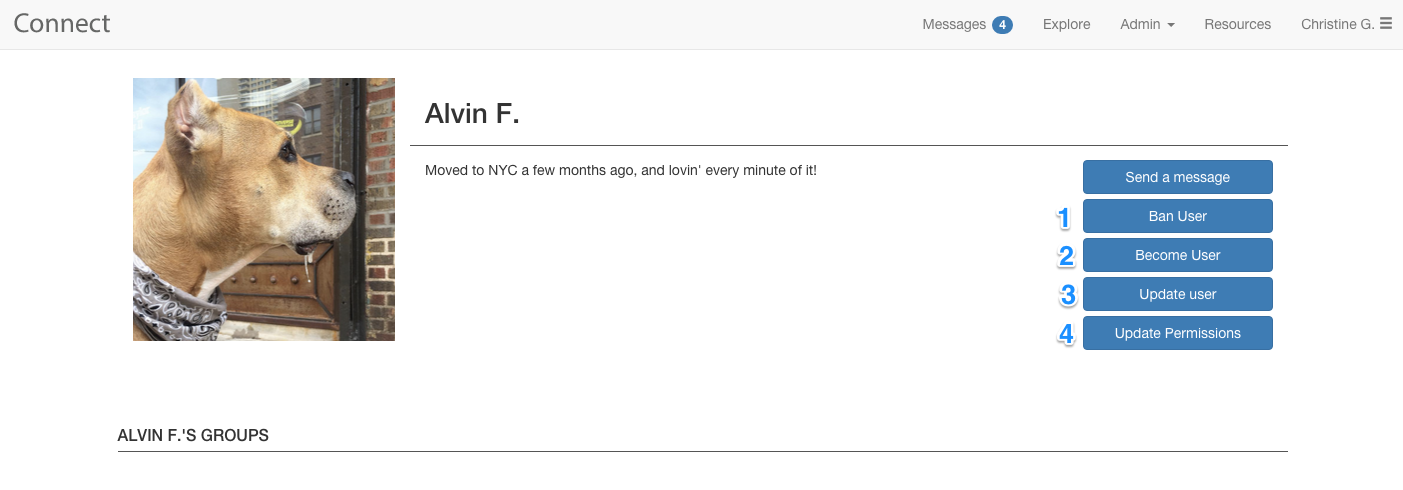 Connect
Messages 4 Explore Admin Resources Christine G.
Alvin F.
Moved to NYC a few months ago, and lovin' every minute of it!
Send a message
1 Ban User
2 Become User
3 Update user
4 Update Permissions
ALVIN F.'S GROUPS